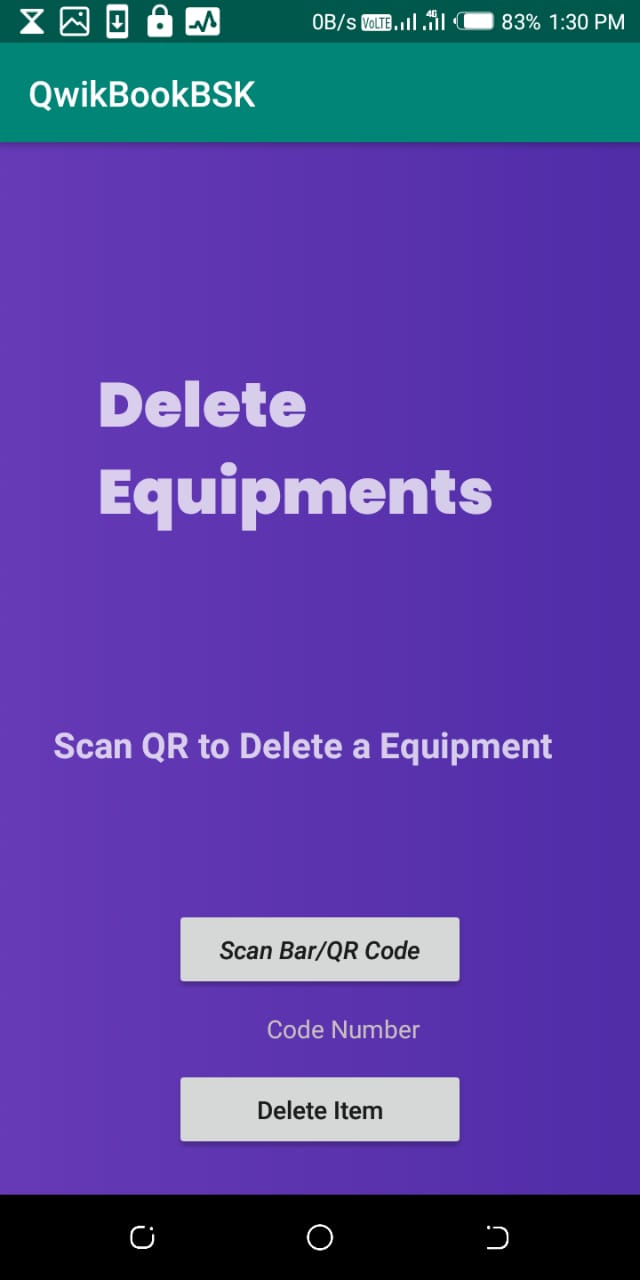 0B/s VoLTE 4G 83% 1:30 PM
QwikBookBSK
Delete
Equipments
Scan QR to Delete a Equipment
Scan Bar/QR Code
Code Number
Delete Item